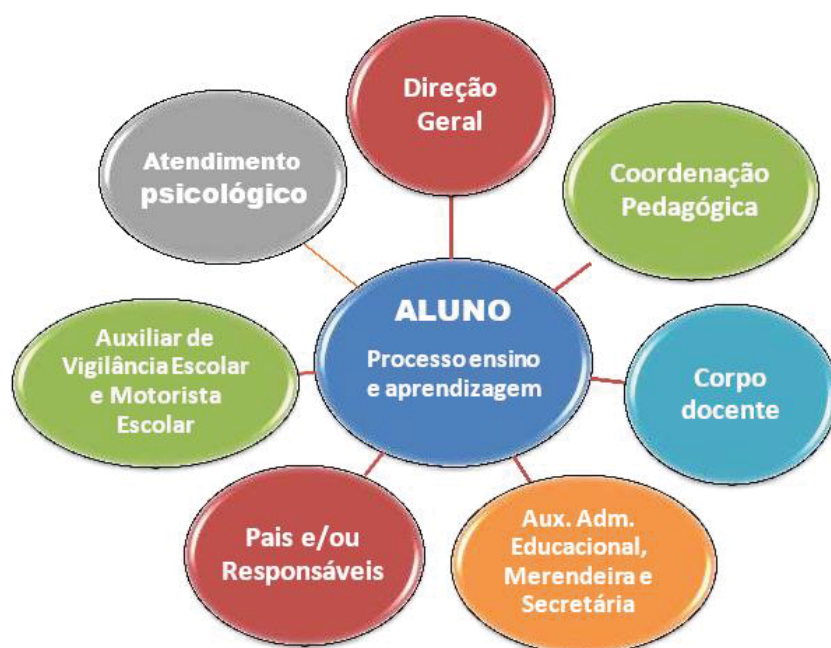 Direção
Geral
Atendimento
psicológico
Coordenação
Pedagógica
ALUNO
Processo ensino
e aprendizagem
Auxiliar de
Vigilância Escolar
e Motorista
Escolar
Corpo
docente
Pais e/ou
Responsáveis
Aux. Adm.
Educacional,
Merendeira e
Secretária